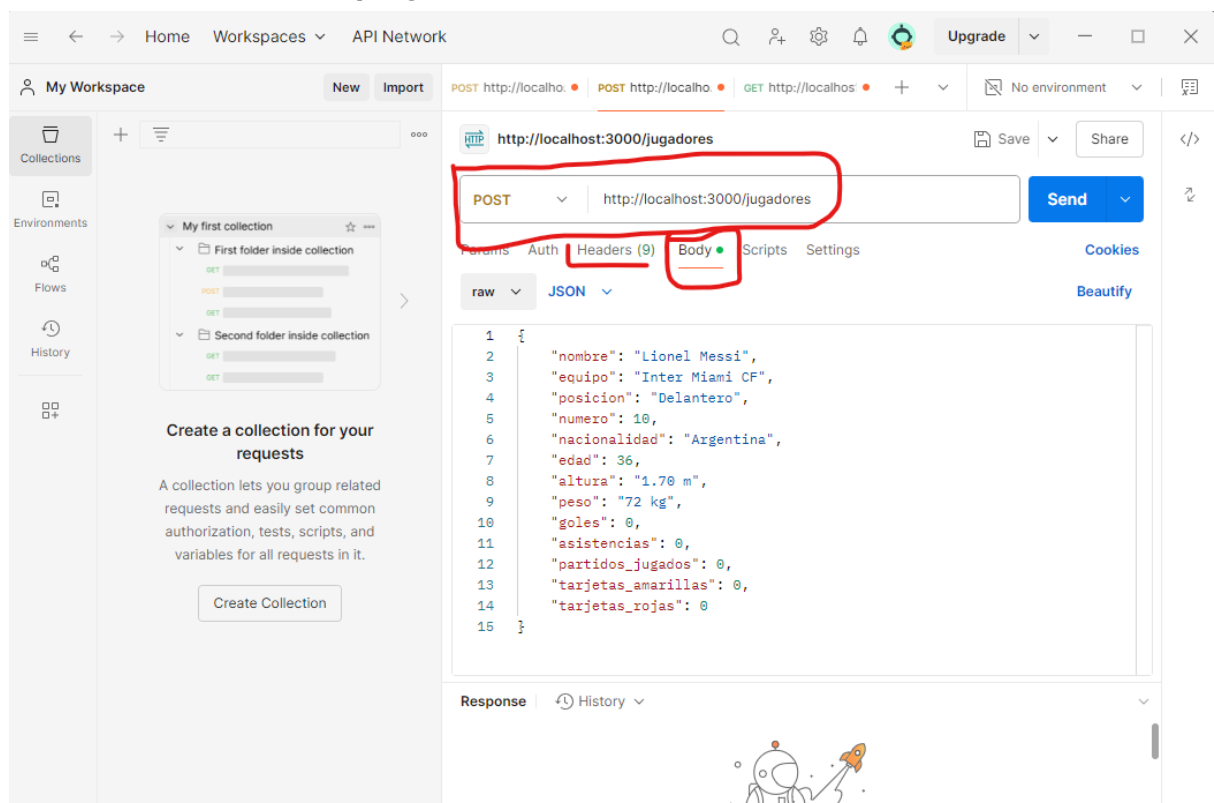 Home Workspaces API Network Upgrade
My Workspace New Import
POST http://localho. POST http://localho. GET http://localhos No environment
Collections
Environments
Flows
History
My first collection
First folder inside collection
GET
POST
GET
Second folder inside collection
GET
GET
Create a collection for your
requests
A collection lets you group related
requests and easily set common
authorization, tests, scripts, and
variables for all requests in it.
Create Collection
HTTP http://localhost:3000/jugadores Save Share </>
POST http://localhost:3000/jugadores Send
Params Auth Headers (9) Body Scripts Settings Cookies
raw JSON Beautify
1 {
2 "nombre": "Lionel Messi",
3 "equipo": "Inter Miami CF",
4 "posicion": "Delantero",
5 "numero": 10,
6 "nacionalidad": "Argentina",
7 "edad": 36,
8 "altura": "1.70 m",
9 "peso": "72 kg",
10 "goles": 0,
11 "asistencias": 0,
12 "partidos_jugados": 0,
13 "tarjetas_amarillas": 0,
14 "tarjetas_rojas": 0
15 }
Response History